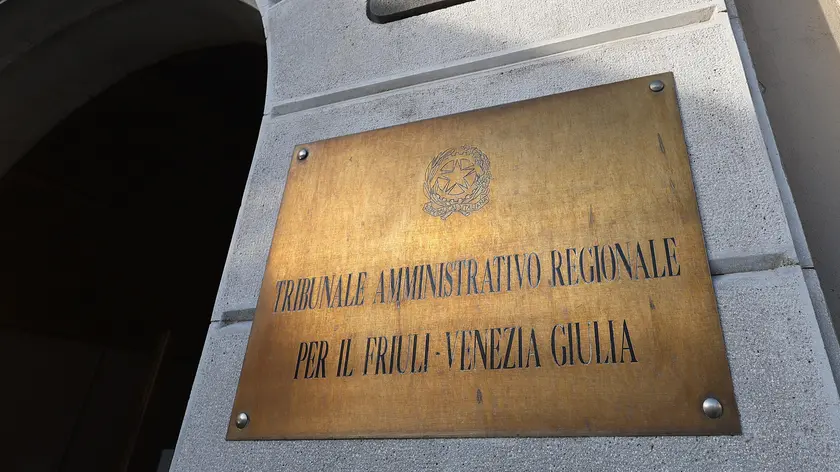 TRIBUNALE AMMINISTRATIVO REGIONALE
PER IL FRIULI-VENEZIA GIULIA